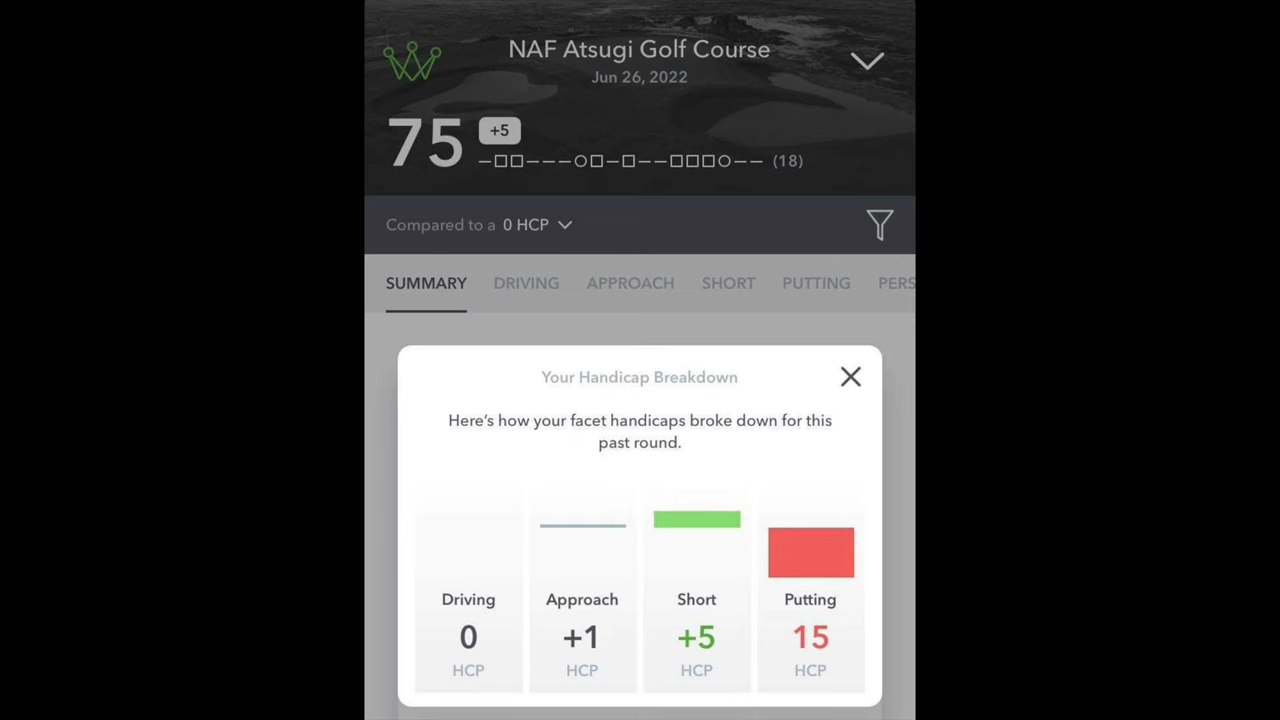 NAF Atsugi Golf Course
Jun 26, 2022
75 +5
(18)
Compared to a 0 HCP
SUMMARY DRIVING APPROACH SHORT PUTTING PERS
Your Handicap Breakdown
Here's how your facet handicaps broke down for this
past round.
Driving Approach Short Putting
0 +1 +5 15
HCP HCP HCP HCP